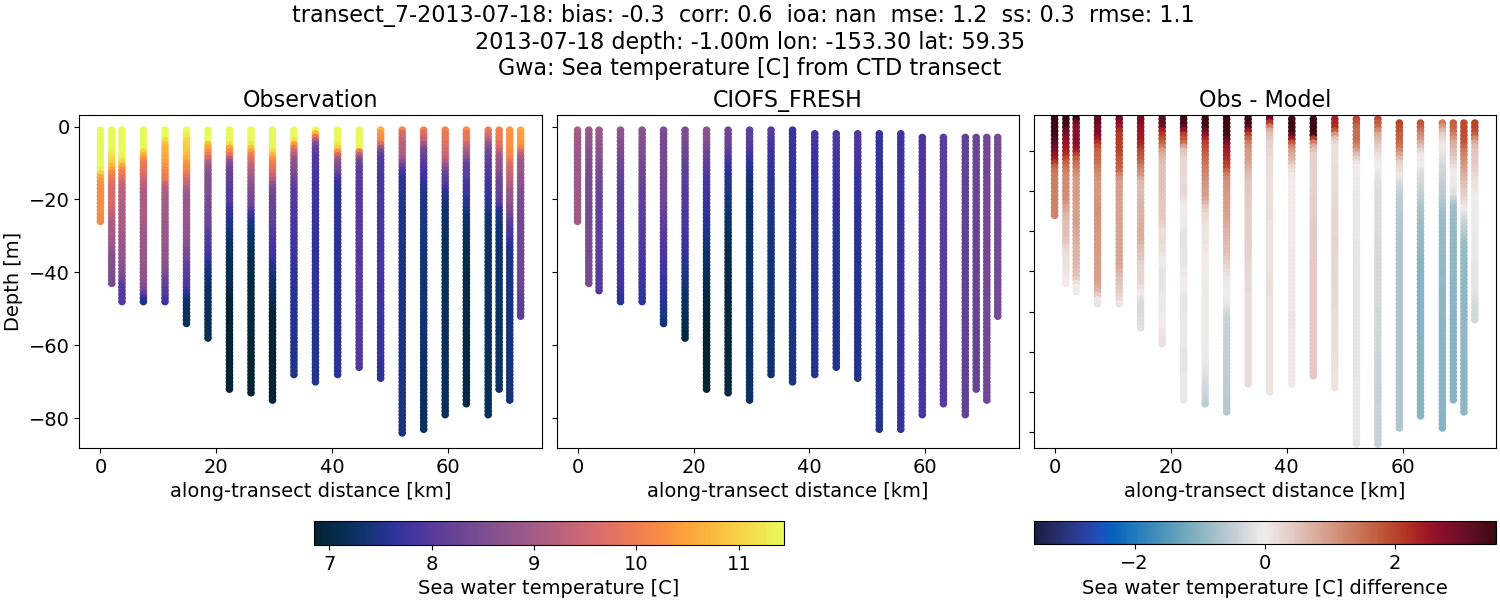 transect_7-2013-07-18: bias: -0.3  corr: 0.6  ioa: nan  mse: 1.2  ss: 0.3  rmse: 1.1
2013-07-18 depth: -1.00m lon: -153.30 lat: 59.35
Gwa: Sea temperature [C] from CTD transect
Observation
CIOFS_FRESH
Obs - Model
Depth [m]
0
−20
−40
−60
−80
0 20 40 60
0 20 40 60
0 20 40 60
along-transect distance [km]
along-transect distance [km]
along-transect distance [km]
7 8 9 10 11
Sea water temperature [C]
−2 0 2
Sea water temperature [C] difference